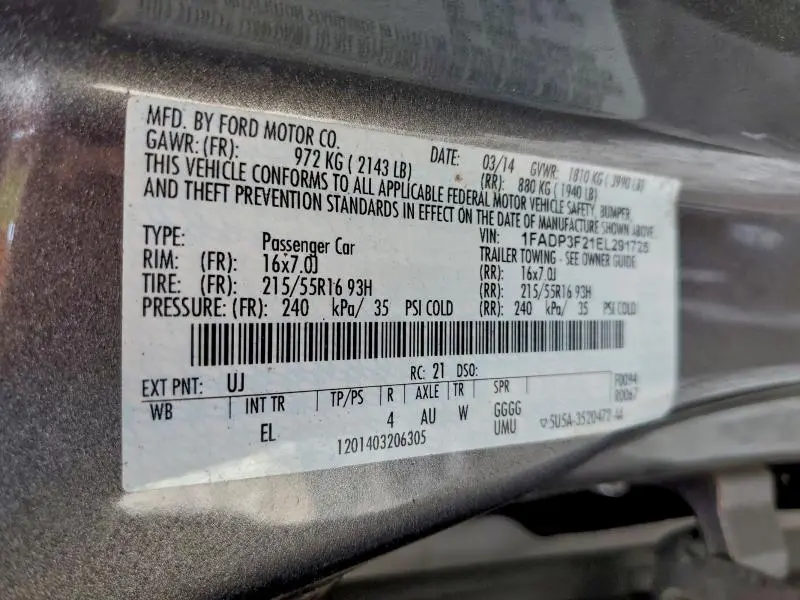 MFD. BY FORD MOTOR CO. DATE: 03/14 GVWR: 1810 KG ( 3990 LB)
GAWR: (FR): 972 KG ( 2143 LB) (RR): 880 KG ( 1940 LB)
THIS VEHICLE CONFORMS TO ALL APPLICABLE FEDERAL MOTOR VEHICLE SAFETY, BUMPER,
AND THEFT PREVENTION STANDARDS IN EFFECT ON THE DATE OF MANUFACTURE SHOWN ABOVE.
VIN: 1FADP3F21EL291725
TYPE: Passenger Car TRAILER TOWING - SEE OWNER GUIDE
RIM: (FR): 16x7.0J (RR): 16x7.0J
TIRE: (FR): 215/55R16 93H (RR): 215/55R16 93H
PRESSURE: (FR): 240 kPa/ 35 PSI COLD (RR): 240 kPa/ 35 PSI COLD
EXT PNT: UJ RC: 21 DSO: F0094
WB INT TR TP/PS R AXLE TR SPR R0067
EL 4 AU W GGGG
UMU
1201403206305 5U5A-3520472-AA